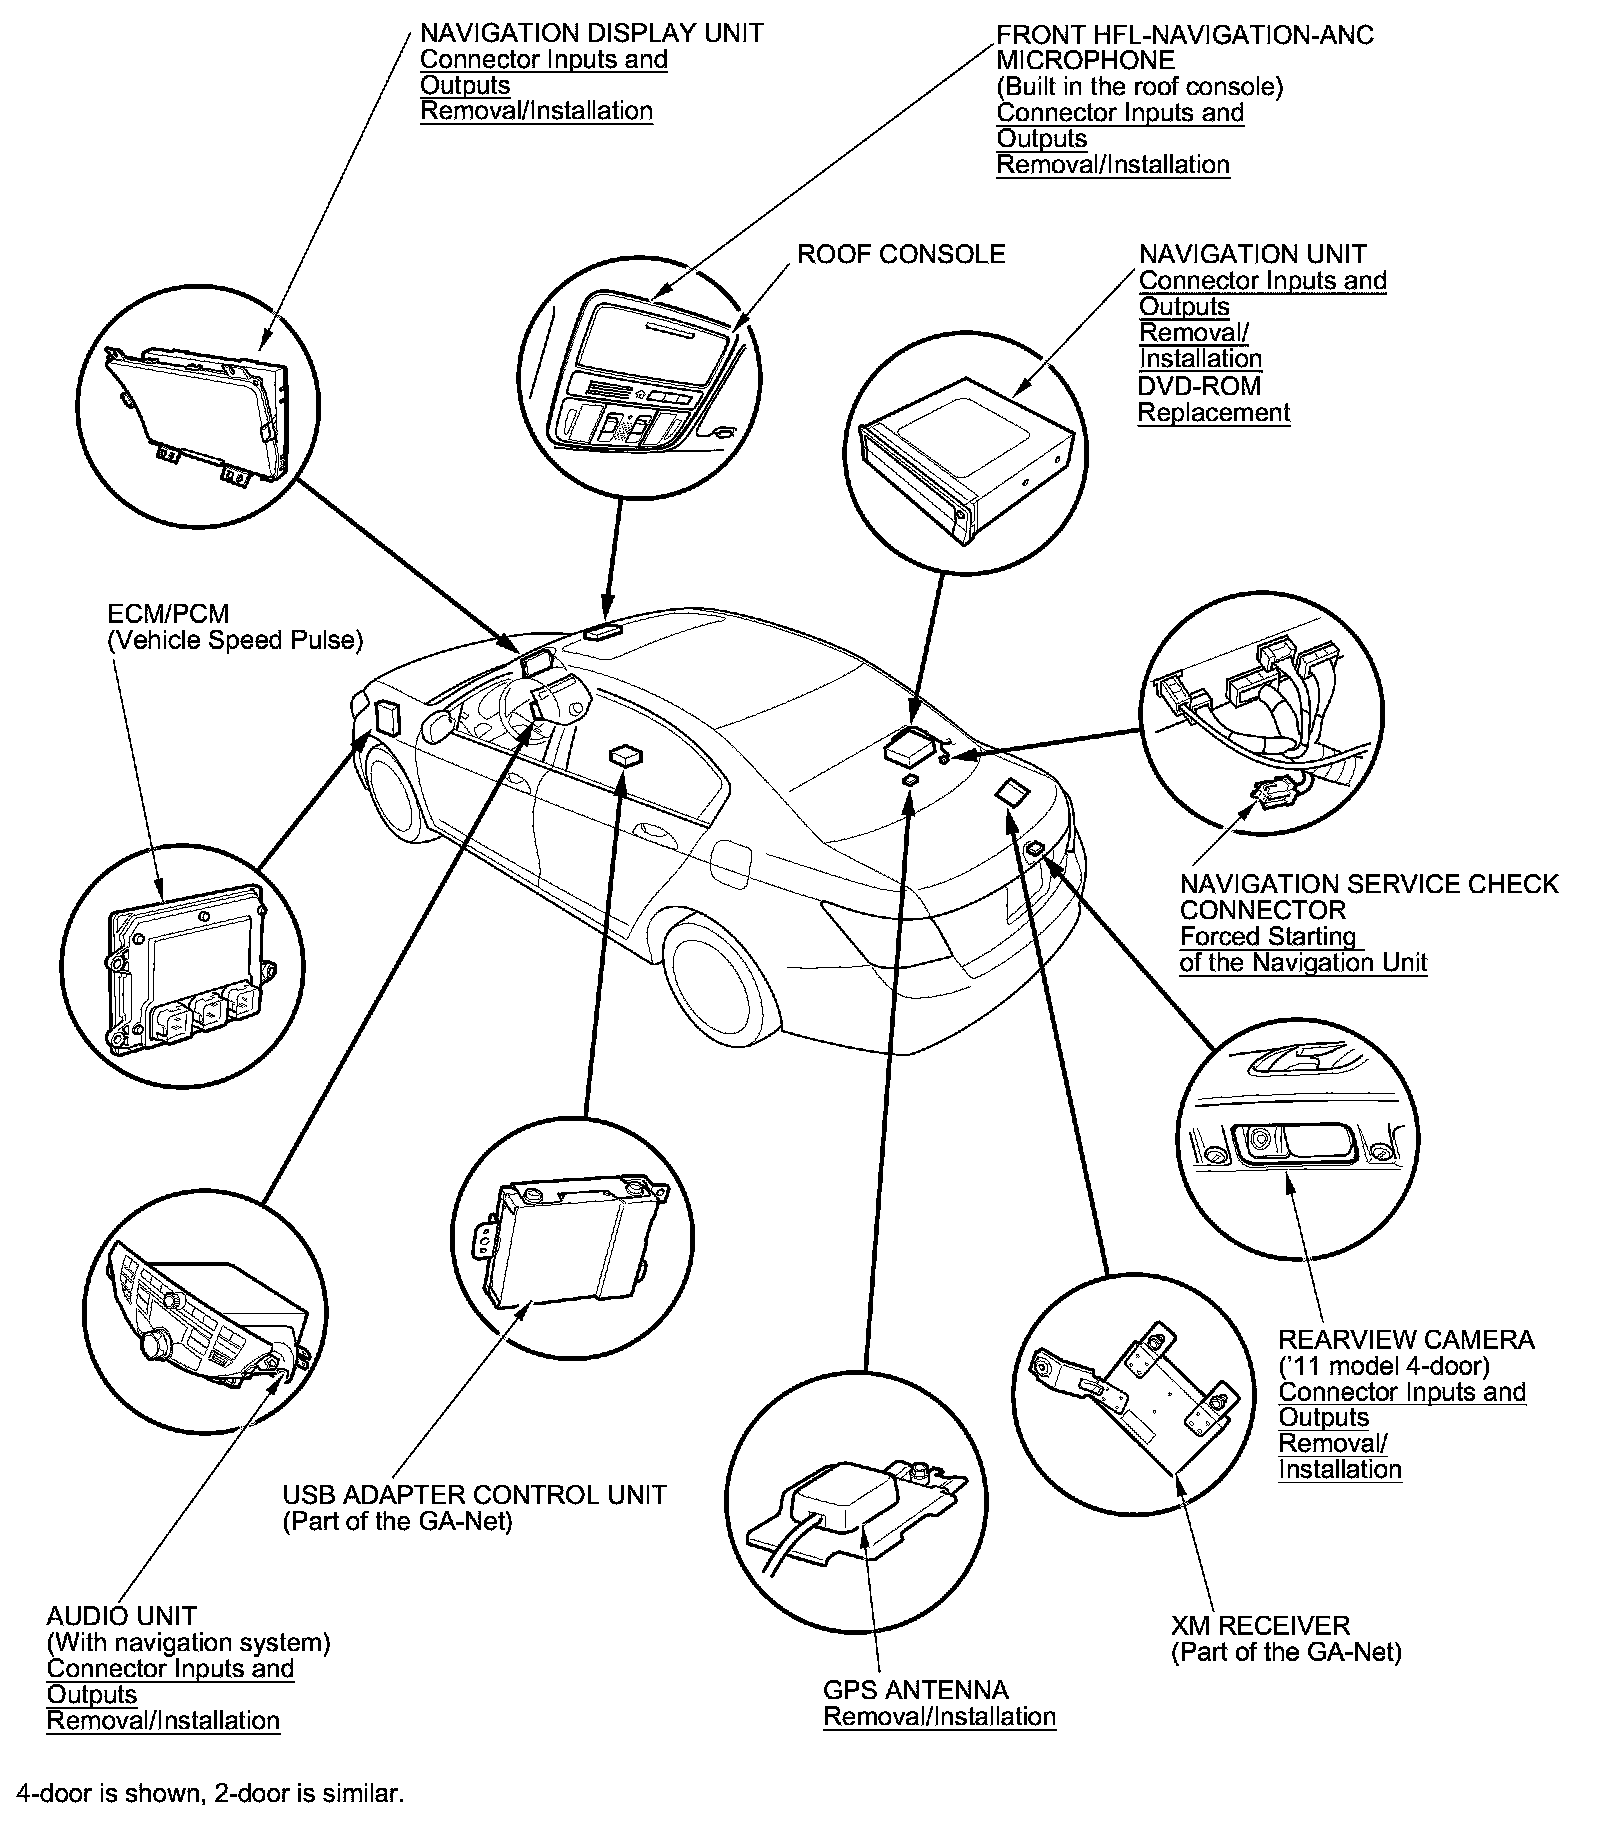 NAVIGATION DISPLAY UNIT
Connector Inputs and
Outputs
Removal/Installation
FRONT HFL-NAVIGATION-ANC
MICROPHONE
(Built in the roof console)
Connector Inputs and
Outputs
Removal/Installation
ROOF CONSOLE
NAVIGATION UNIT
Connector Inputs and
Outputs
Removal/
Installation
DVD-ROM
Replacement
ECM/PCM
(Vehicle Speed Pulse)
NAVIGATION SERVICE CHECK
CONNECTOR
Forced Starting
of the Navigation Unit
REARVIEW CAMERA
('11 model 4-door)
Connector Inputs and
Outputs
Removal/
Installation
USB ADAPTER CONTROL UNIT
(Part of the GA-Net)
AUDIO UNIT
(With navigation system)
Connector Inputs and
Outputs
Removal/Installation
XM RECEIVER
(Part of the GA-Net)
GPS ANTENNA
Removal/Installation
4-door is shown, 2-door is similar.